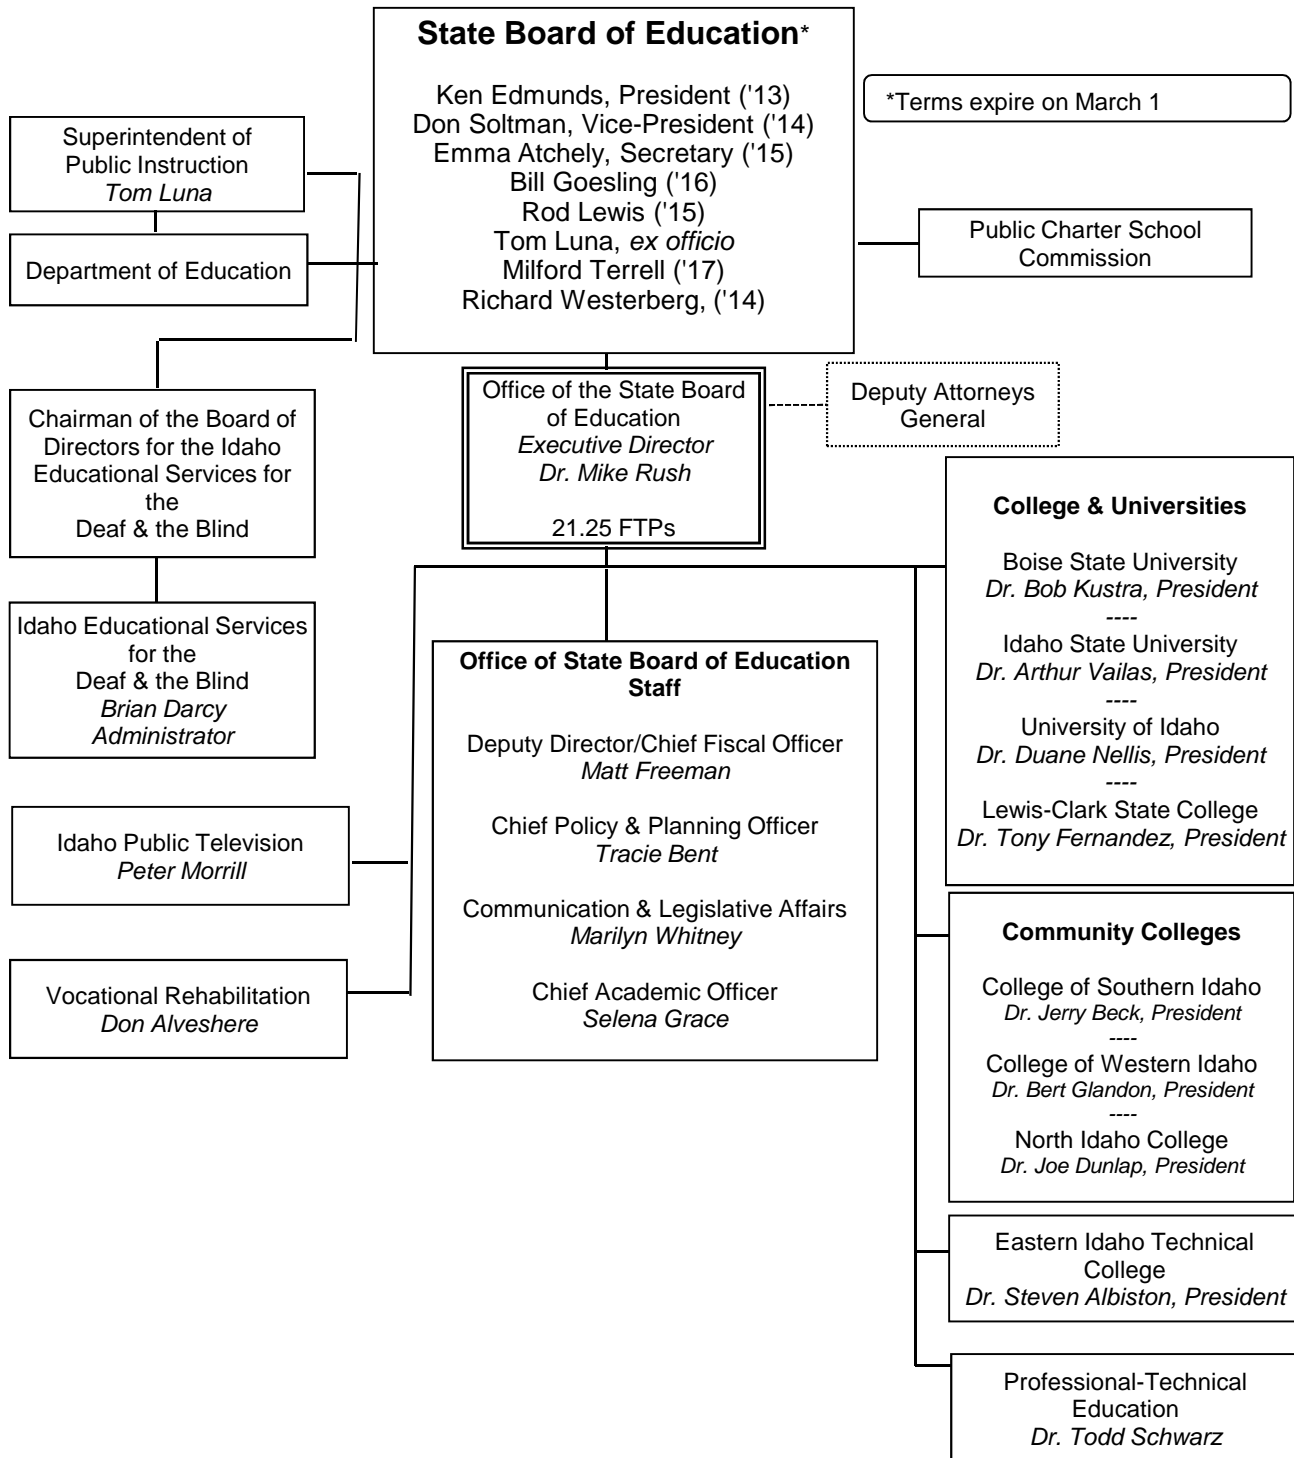 State Board of Education*
Ken Edmunds, President ('13)
Don Soltman, Vice-President ('14)
Emma Atchely, Secretary ('15)
Bill Goesling ('16)
Rod Lewis ('15)
Tom Luna, ex officio
Milford Terrell ('17)
Richard Westerberg, ('14)
*Terms expire on March 1
Superintendent of
Public Instruction
Tom Luna
Department of Education
Public Charter School
Commission
Office of the State Board
of Education
Executive Director
Dr. Mike Rush
21.25 FTPs
Deputy Attorneys
General
Chairman of the Board of
Directors for the Idaho
Educational Services for
the
Deaf & the Blind
Idaho Educational Services
for the
Deaf & the Blind
Brian Darcy
Administrator
Idaho Public Television
Peter Morrill
Vocational Rehabilitation
Don Alveshere
Office of State Board of Education
Staff
Deputy Director/Chief Fiscal Officer
Matt Freeman
Chief Policy & Planning Officer
Tracie Bent
Communication & Legislative Affairs
Marilyn Whitney
Chief Academic Officer
Selena Grace
College & Universities
Boise State University
Dr. Bob Kustra, President
----
Idaho State University
Dr. Arthur Vailas, President
----
University of Idaho
Dr. Duane Nellis, President
----
Lewis-Clark State College
Dr. Tony Fernandez, President
Community Colleges
College of Southern Idaho
Dr. Jerry Beck, President
----
College of Western Idaho
Dr. Bert Glandon, President
----
North Idaho College
Dr. Joe Dunlap, President
Eastern Idaho Technical
College
Dr. Steven Albiston, President
Professional-Technical
Education
Dr. Todd Schwarz